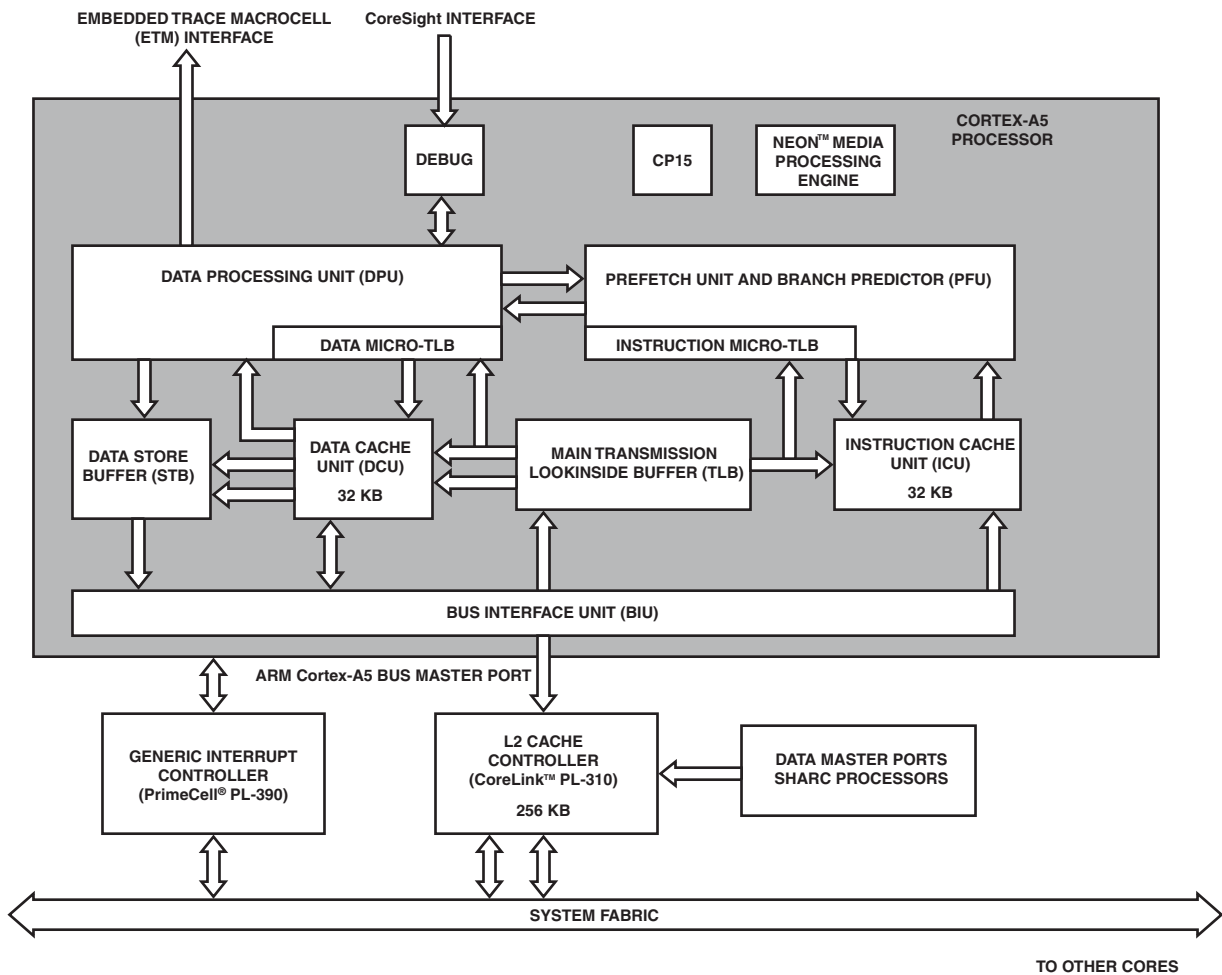 EMBEDDED TRACE MACROCELL
(ETM) INTERFACE
CoreSight INTERFACE
CORTEX-A5
PROCESSOR
DEBUG
CP15
NEON™ MEDIA
PROCESSING
ENGINE
DATA PROCESSING UNIT (DPU)
PREFETCH UNIT AND BRANCH PREDICTOR (PFU)
DATA MICRO-TLB
INSTRUCTION MICRO-TLB
DATA STORE
BUFFER (STB)
DATA CACHE
UNIT (DCU)
32 KB
MAIN TRANSMISSION
LOOKINSIDE BUFFER (TLB)
INSTRUCTION CACHE
UNIT (ICU)
32 KB
BUS INTERFACE UNIT (BIU)
ARM Cortex-A5 BUS MASTER PORT
GENERIC INTERRUPT
CONTROLLER
(PrimeCell® PL-390)
L2 CACHE
CONTROLLER
(CoreLink™ PL-310)
256 KB
DATA MASTER PORTS
SHARC PROCESSORS
SYSTEM FABRIC
TO OTHER CORES